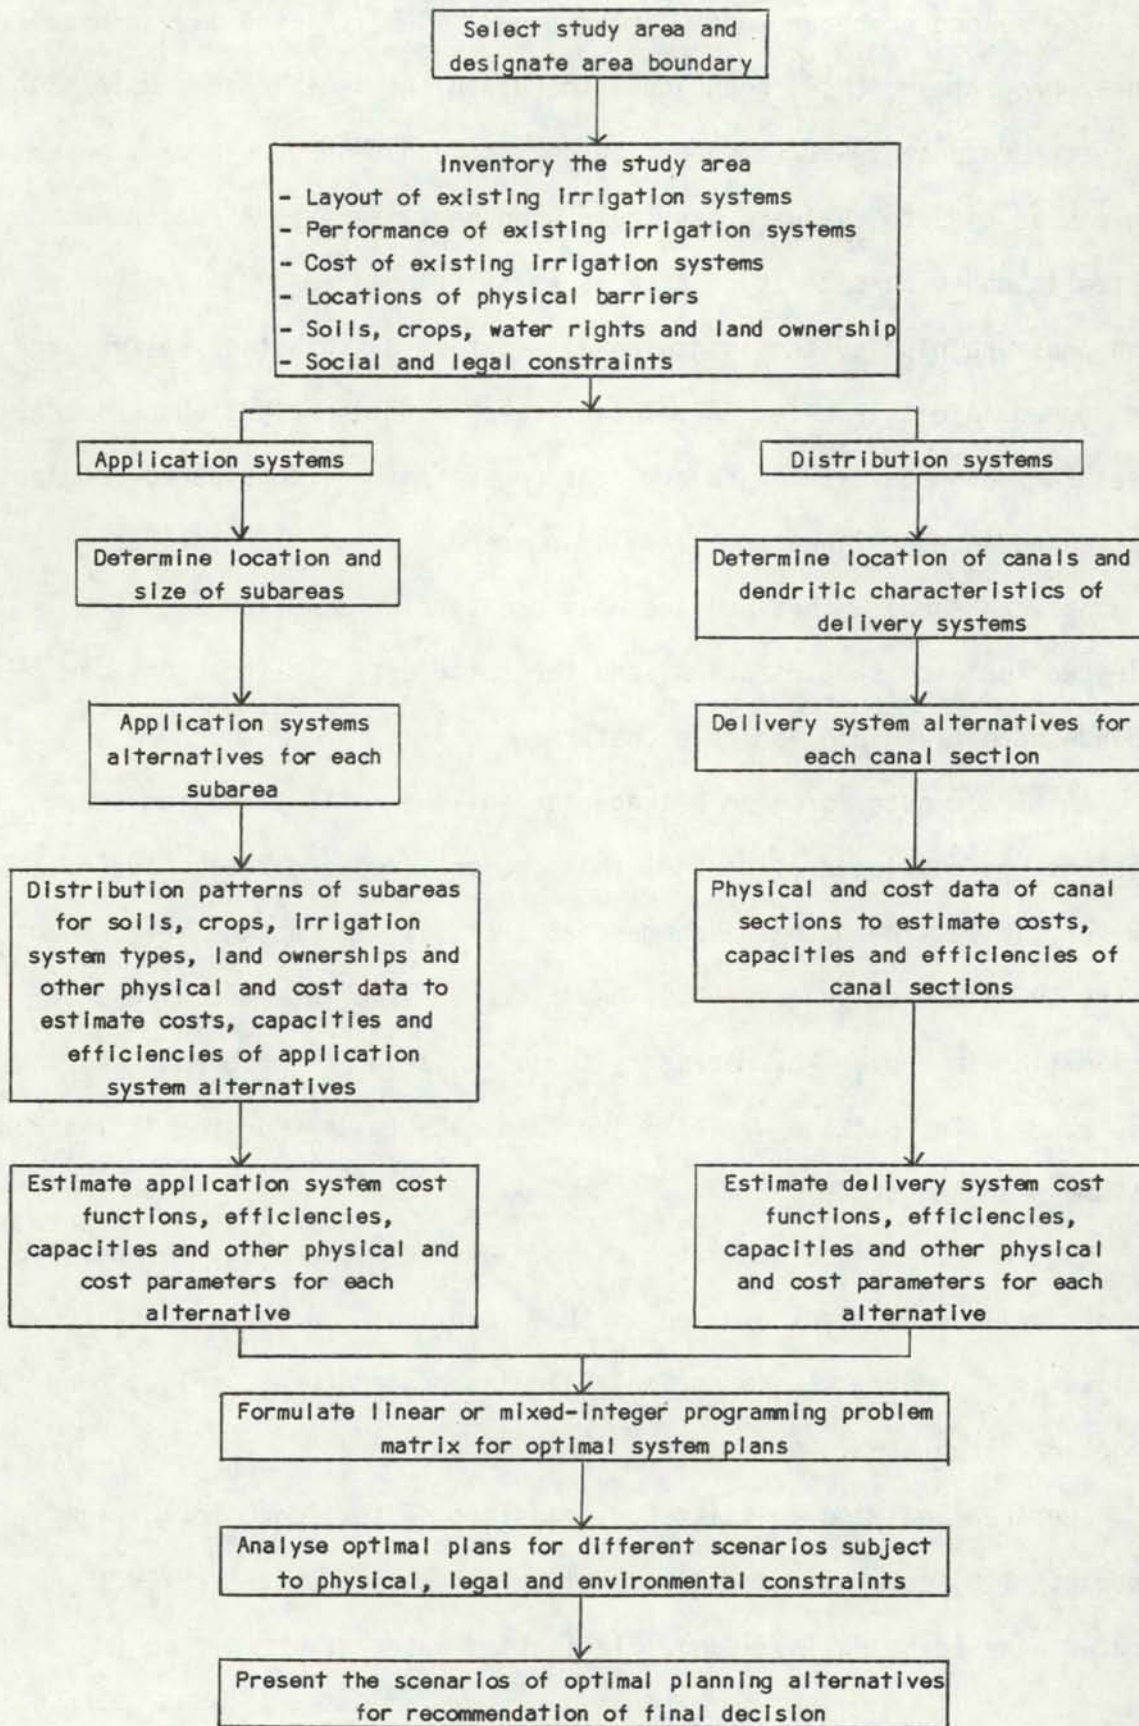 Select study area and
designate area boundary
Inventory the study area
- Layout of existing irrigation systems
- Performance of existing irrigation systems
- Cost of existing irrigation systems
- Locations of physical barriers
- Soils, crops, water rights and land ownership
- Social and legal constraints
Application systems
Distribution systems
Determine location and
size of subareas
Determine location of canals and
dendritic characteristics of
delivery systems
Application systems
alternatives for each
subarea
Delivery system alternatives for
each canal section
Distribution patterns of subareas
for soils, crops, irrigation
system types, land ownerships and
other physical and cost data to
estimate costs, capacities and
efficiencies of application
system alternatives
Physical and cost data of canal
sections to estimate costs,
capacities and efficiencies of
canal sections
Estimate application system cost
functions, efficiencies,
capacities and other physical and
cost parameters for each
alternative
Estimate delivery system cost
functions, efficiencies,
capacities and other physical
and cost parameters for each
alternative
Formulate linear or mixed-integer programming problem
matrix for optimal system plans
Analyse optimal plans for different scenarios subject
to physical, legal and environmental constraints
Present the scenarios of optimal planning alternatives
for recommendation of final decision